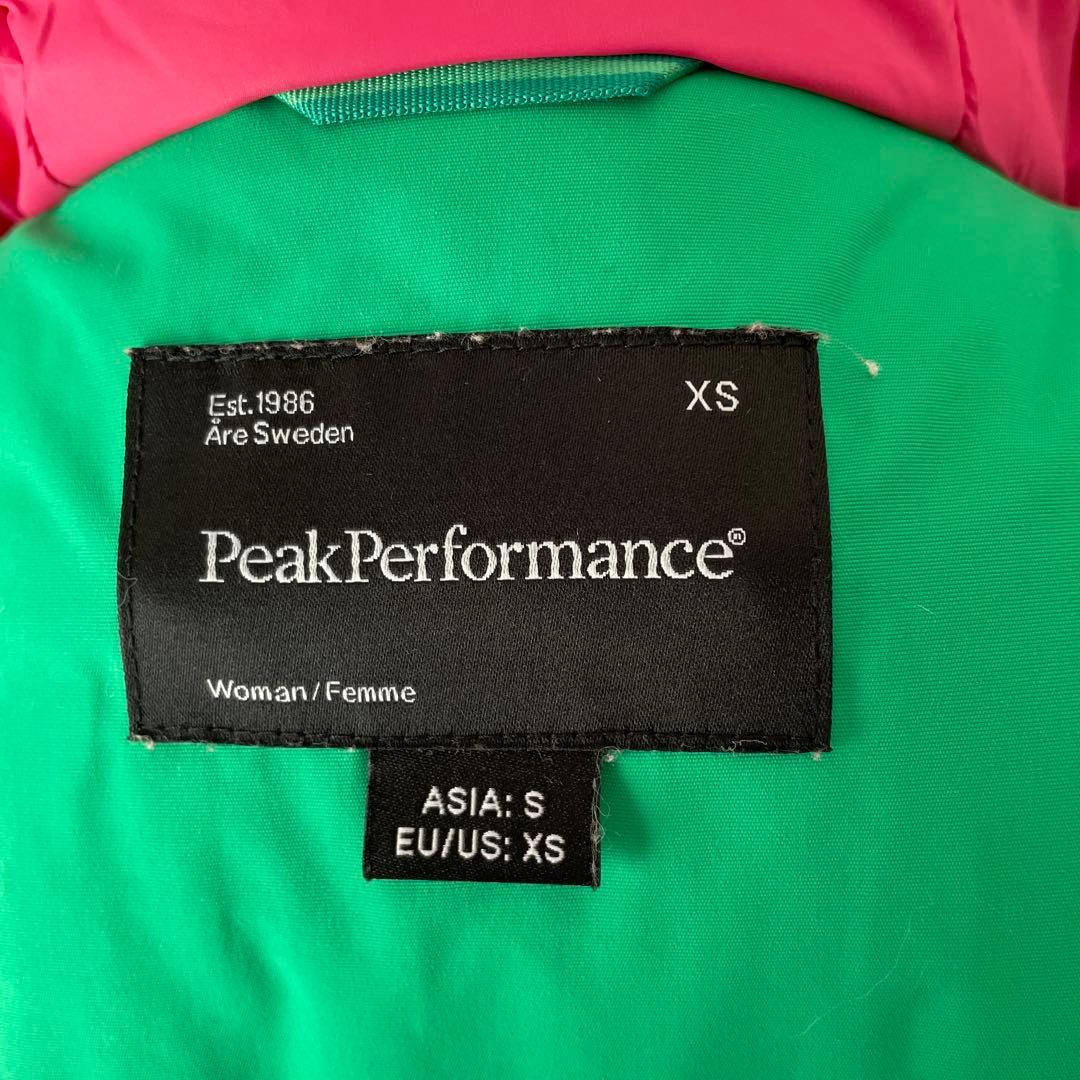 Est.1986
XS
Åre Sweden
PeakPerformance®
Woman/Femme
ASIA: S
EU/US: XS